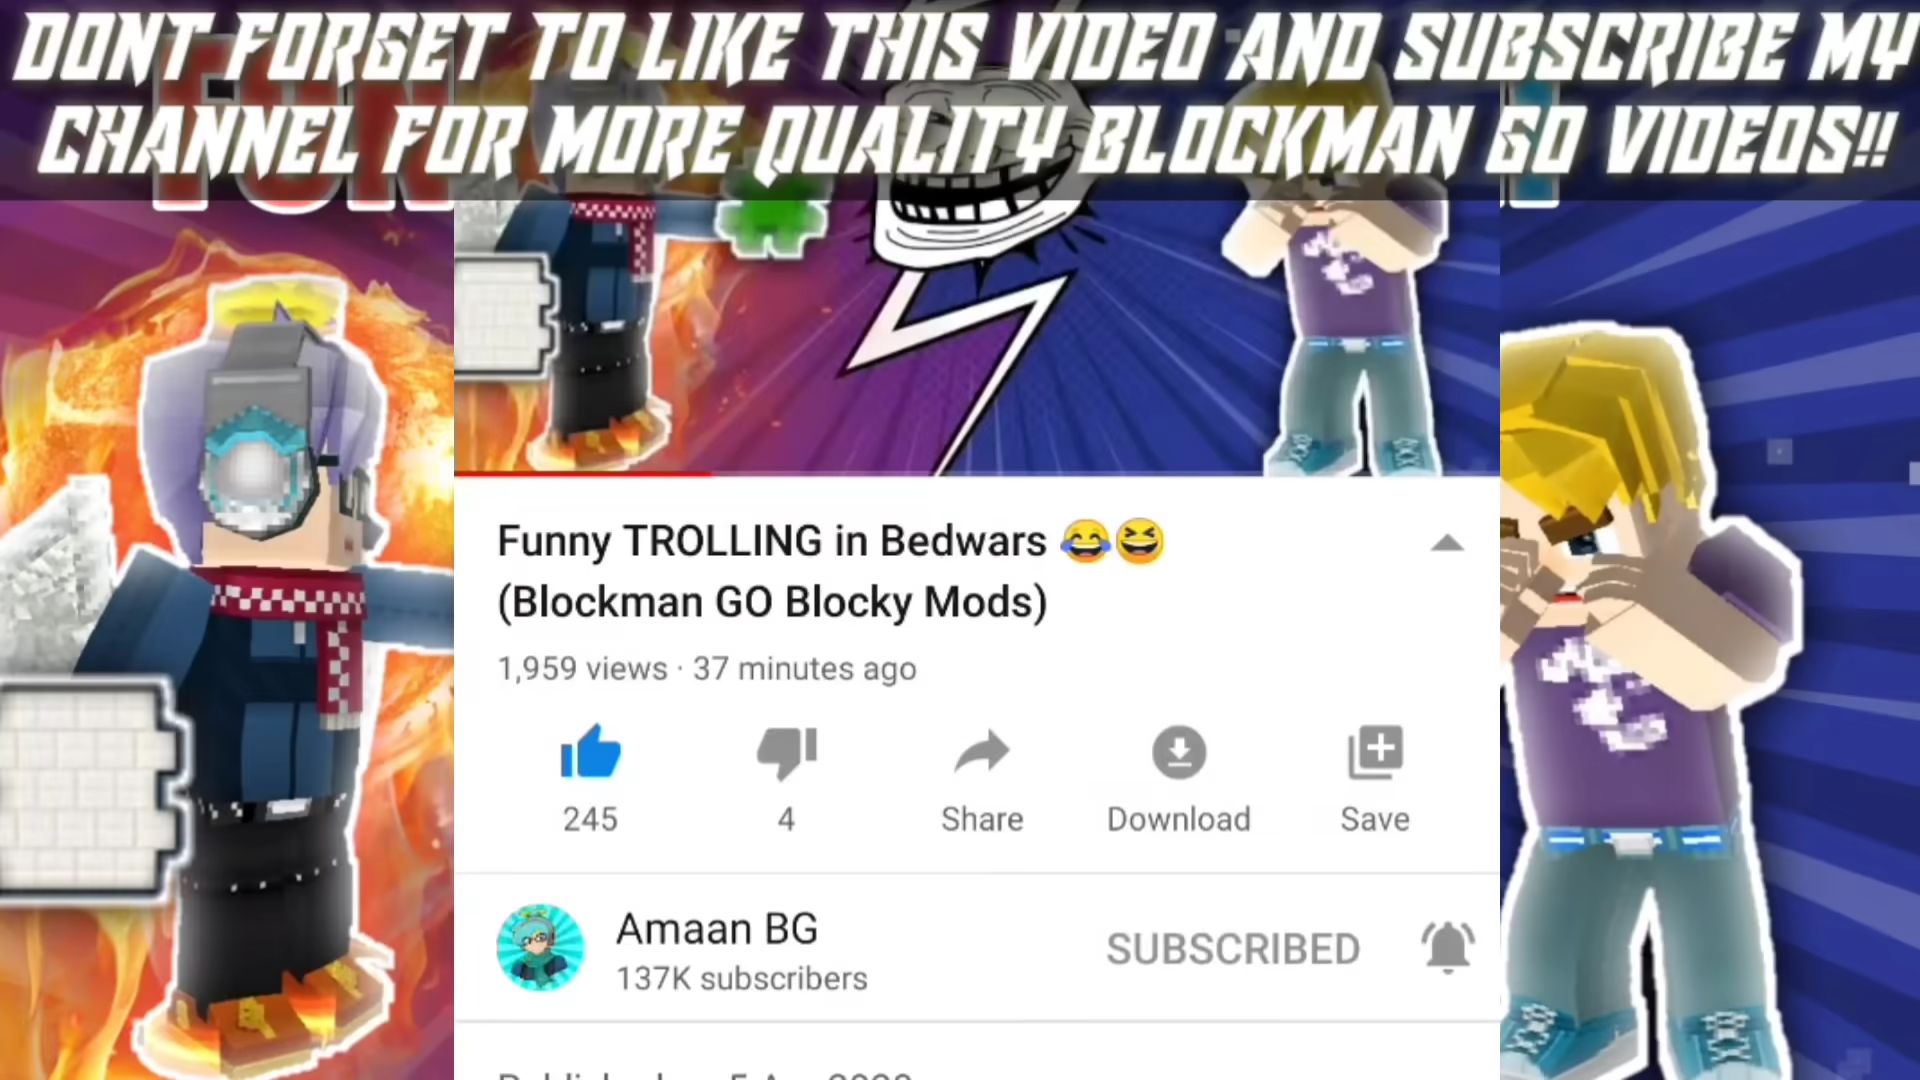 DONT FORGET TO LIKE THIS VIDEO AND SUBSCRIBE MY
CHANNEL FOR MORE QUALITY BLOCKMAN GO VIDEOS!!
FUN
Funny TROLLING in Bedwars 😂😆
(Blockman GO Blocky Mods)
1,959 views · 37 minutes ago
245
4
Share
Download
Save
Amaan BG
137K subscribers
SUBSCRIBED